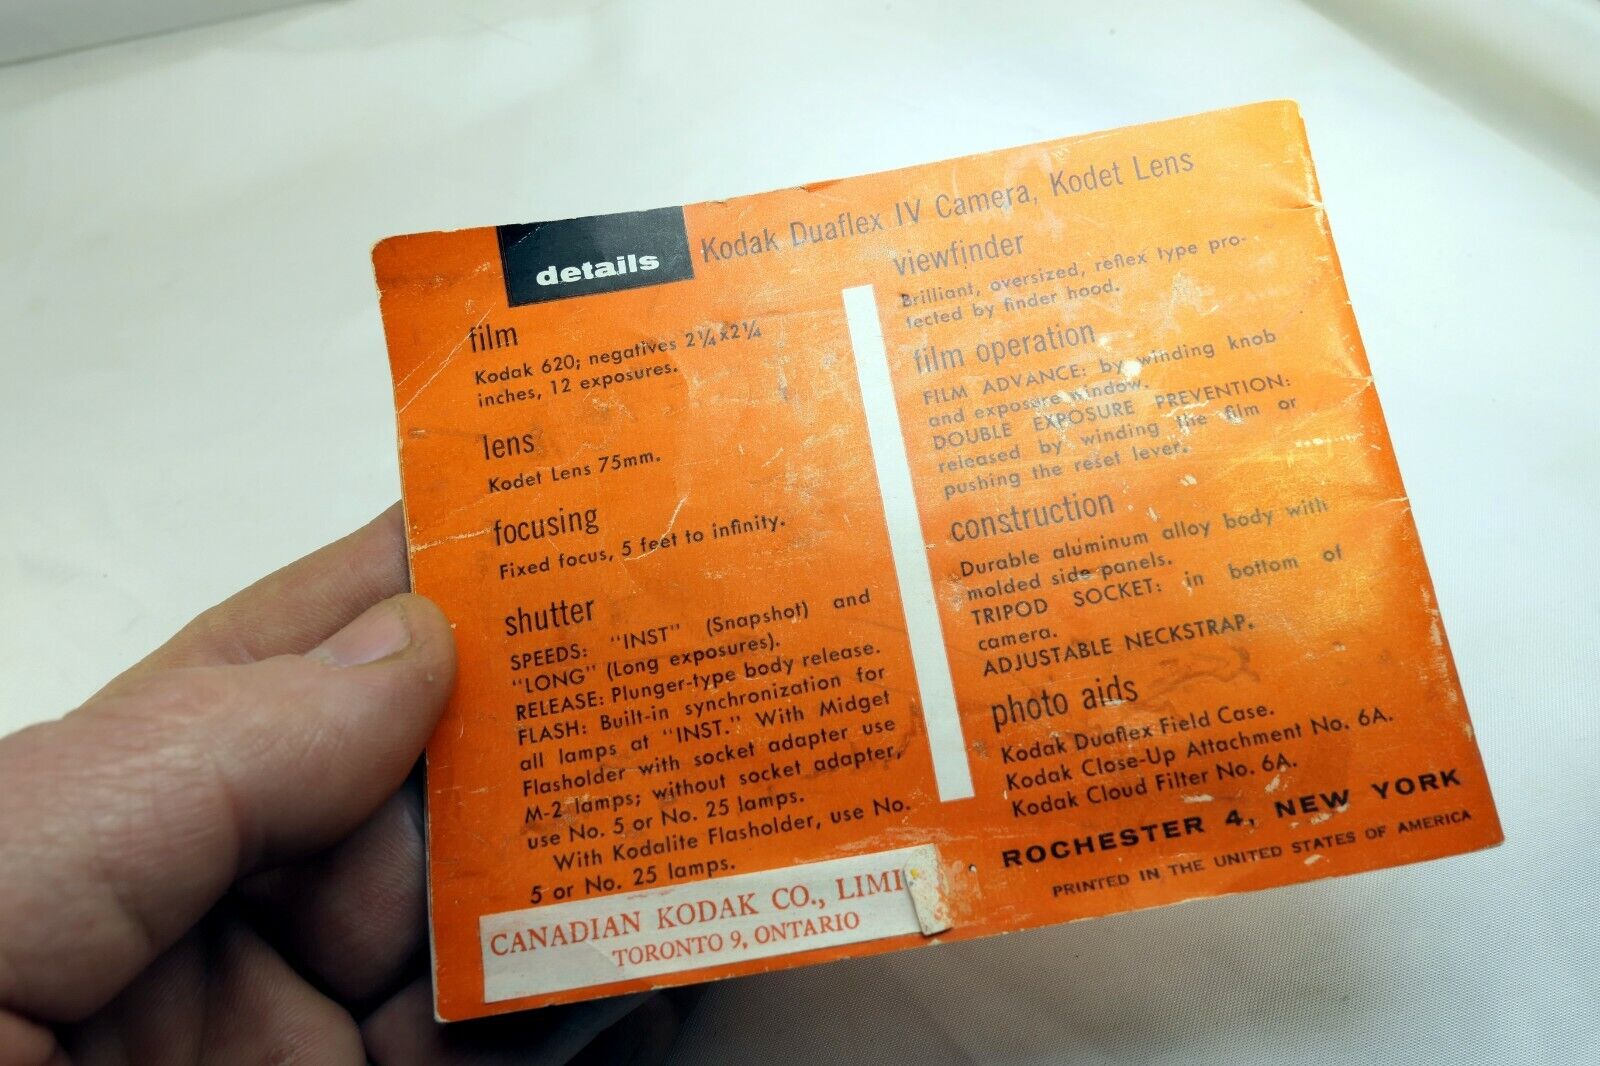 details
Kodak Duaflex IV Camera, Kodet Lens
film
Kodak 620; negatives 2¼x2¼
inches, 12 exposures.
lens
Kodet Lens 75mm.
focusing
Fixed focus, 5 feet to infinity.
shutter
SPEEDS: "INST" (Snapshot) and
"LONG" (Long exposures).
RELEASE: Plunger-type body release.
FLASH: Built-in synchronization for
all lamps at "INST." With Midget
Flasholder with socket adapter use
M-2 lamps; without socket adapter,
use No. 5 or No. 25 lamps.
With Kodalite Flasholder, use No.
5 or No. 25 lamps.
viewfinder
Brilliant, oversized, reflex type pro-
tected by finder hood.
film operation
FILM ADVANCE: by winding knob
and exposure window.
DOUBLE EXPOSURE PREVENTION:
released by winding the film or
pushing the reset lever.
construction
Durable aluminum alloy body with
molded side panels.
TRIPOD SOCKET: in bottom of
camera.
ADJUSTABLE NECKSTRAP.
photo aids
Kodak Duaflex Field Case.
Kodak Close-Up Attachment No. 6A.
Kodak Cloud Filter No. 6A.
CANADIAN KODAK CO., LIMI
TORONTO 9, ONTARIO
ROCHESTER 4, NEW YORK
PRINTED IN THE UNITED STATES OF AMERICA